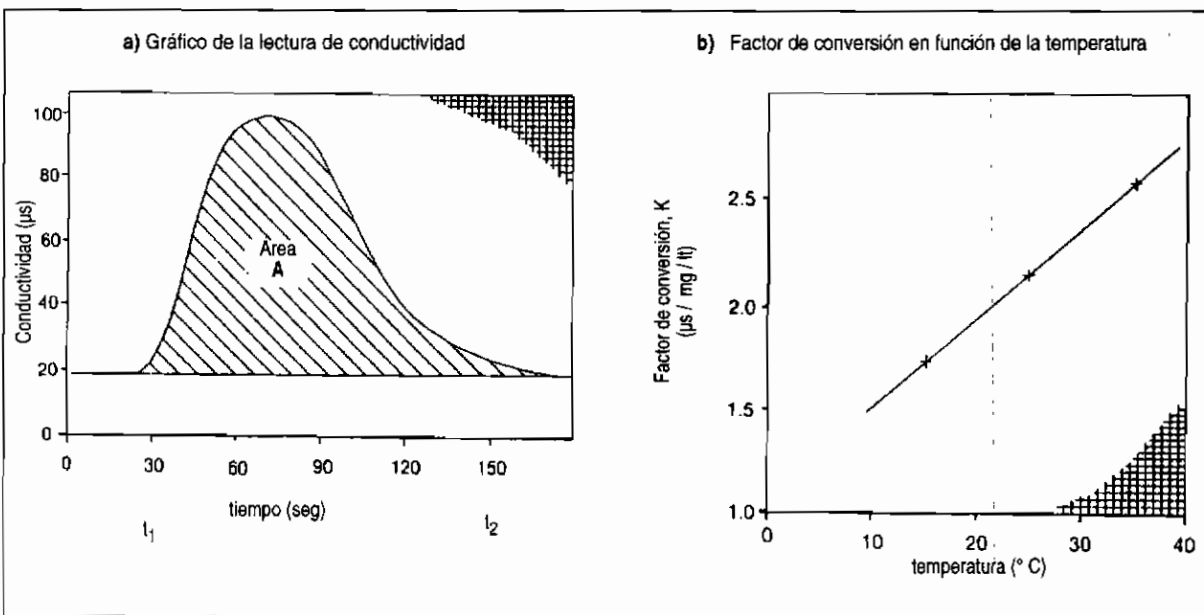 a) Gráfico de la lectura de conductividad
Conductividad (µs)
100
80
60
40
20
0
Área
A
0 30 60 90 120 150
tiempo (seg)
t₁ t₂
b) Factor de conversión en función de la temperatura
Factor de conversión, K
(µs / mg / lt)
2.5
2.0
1.5
1.0
0 10 20 30 40
temperatura (° C)